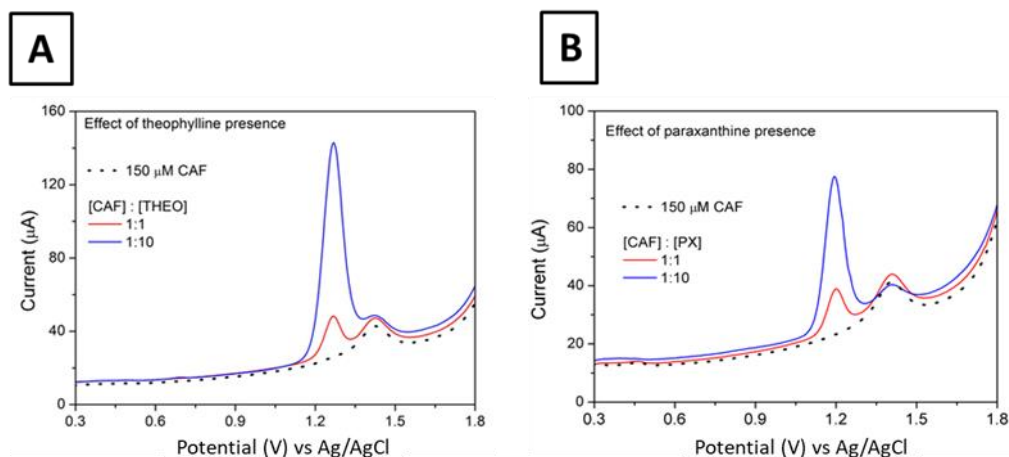 A
Effect of theophylline presence
150 μM CAF
[CAF] : [THEO]
1:1
1:10
Current (μA)
160
120
80
40
0
0.3 0.6 0.9 1.2 1.5 1.8
Potential (V) vs Ag/AgCl
B
Effect of paraxanthine presence
150 μM CAF
[CAF] : [PX]
1:1
1:10
Current (μA)
100
80
60
40
20
0
0.3 0.6 0.9 1.2 1.5 1.8
Potential (V) vs Ag/AgCl